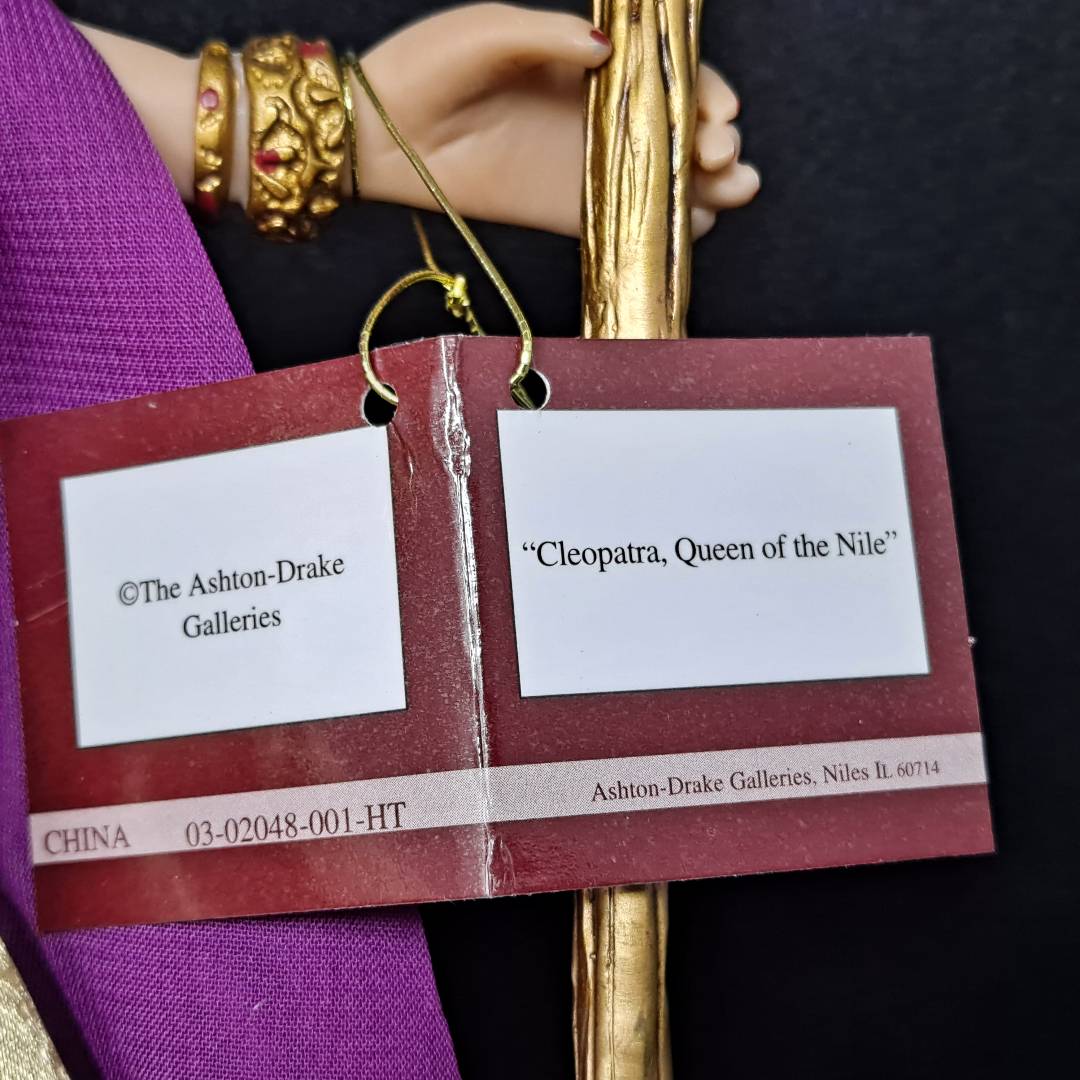 ©The Ashton-Drake
Galleries
CHINA 03-02048-001-HT
“Cleopatra, Queen of the Nile”
Ashton-Drake Galleries, Niles IL 60714